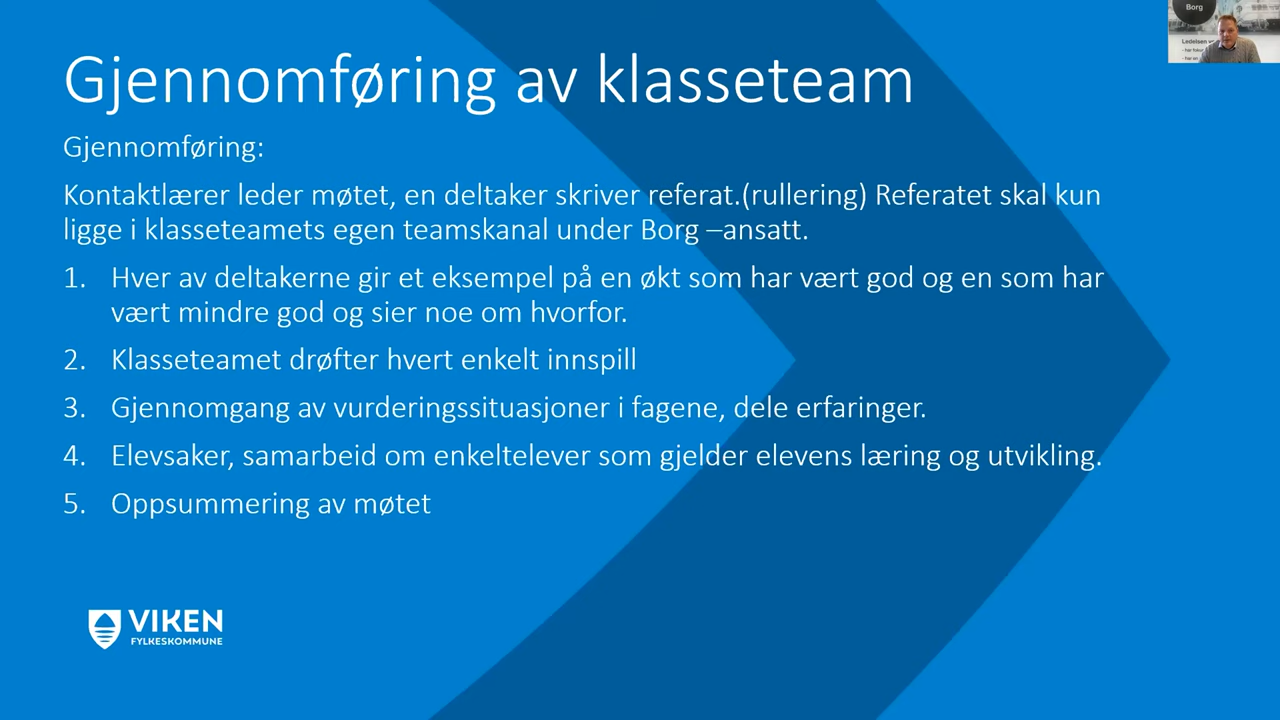 Gjennomføring av klasseteam
Gjennomføring:
Kontaktlærer leder møtet, en deltaker skriver referat.(rullering) Referatet skal kun
ligge i klasseteamets egen teamskanal under Borg –ansatt.
1. Hver av deltakerne gir et eksempel på en økt som har vært god og en som har
vært mindre god og sier noe om hvorfor.
2. Klasseteamet drøfter hvert enkelt innspill
3. Gjennomgang av vurderingssituasjoner i fagene, dele erfaringer.
4. Elevsaker, samarbeid om enkeltelever som gjelder elevens læring og utvikling.
5. Oppsummering av møtet
VIKEN
FYLKESKOMMUNE
Borg
Ledelsen